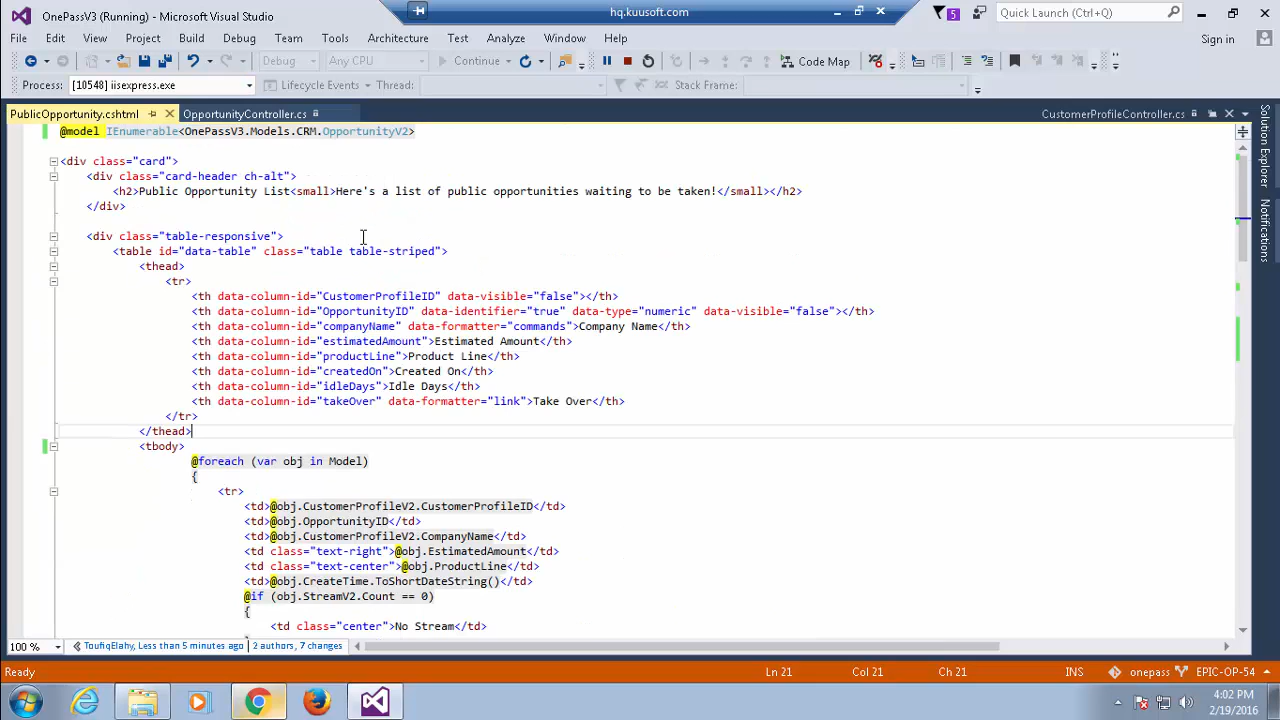 OnePassV3 (Running) - Microsoft Visual Studio
hq.kuusoft.com
5
Quick Launch (Ctrl+Q)
File Edit View Project Build Debug Team Tools Architecture Test Analyze Window Help
Sign in
Debug Any CPU Continue Code Map
Process: [10548] iisexpress.exe Lifecycle Events Thread: Stack Frame:
PublicOpportunity.cshtml OpportunityController.cs CustomerProfileController.cs
@model IEnumerable<OnePassV3.Models.CRM.OpportunityV2>
<div class="card">
<div class="card-header ch-alt">
<h2>Public Opportunity List<small>Here's a list of public opportunities waiting to be taken!</small></h2>
</div>
<div class="table-responsive">
<table id="data-table" class="table table-striped">
<thead>
<tr>
<th data-column-id="CustomerProfileID" data-visible="false"></th>
<th data-column-id="OpportunityID" data-identifier="true" data-type="numeric" data-visible="false"></th>
<th data-column-id="companyName" data-formatter="commands">Company Name</th>
<th data-column-id="estimatedAmount">Estimated Amount</th>
<th data-column-id="productLine">Product Line</th>
<th data-column-id="createdOn">Created On</th>
<th data-column-id="idleDays">Idle Days</th>
<th data-column-id="takeOver" data-formatter="link">Take Over</th>
</tr>
</thead>
<tbody>
@foreach (var obj in Model)
{
<tr>
<td>@obj.CustomerProfileV2.CustomerProfileID</td>
<td>@obj.OpportunityID</td>
<td>@obj.CustomerProfileV2.CompanyName</td>
<td class="text-right">@obj.EstimatedAmount</td>
<td class="text-center">@obj.ProductLine</td>
<td>@obj.CreateTime.ToShortDateString()</td>
@if (obj.StreamV2.Count == 0)
{
<td class="center">No Stream</td>
Solution Explorer
Notifications
100 % ToufiqElahy, Less than 5 minutes ago 2 authors, 7 changes
Ready Ln 21 Col 21 Ch 21 INS onepass EPIC-OP-54
4:02 PM
2/19/2016